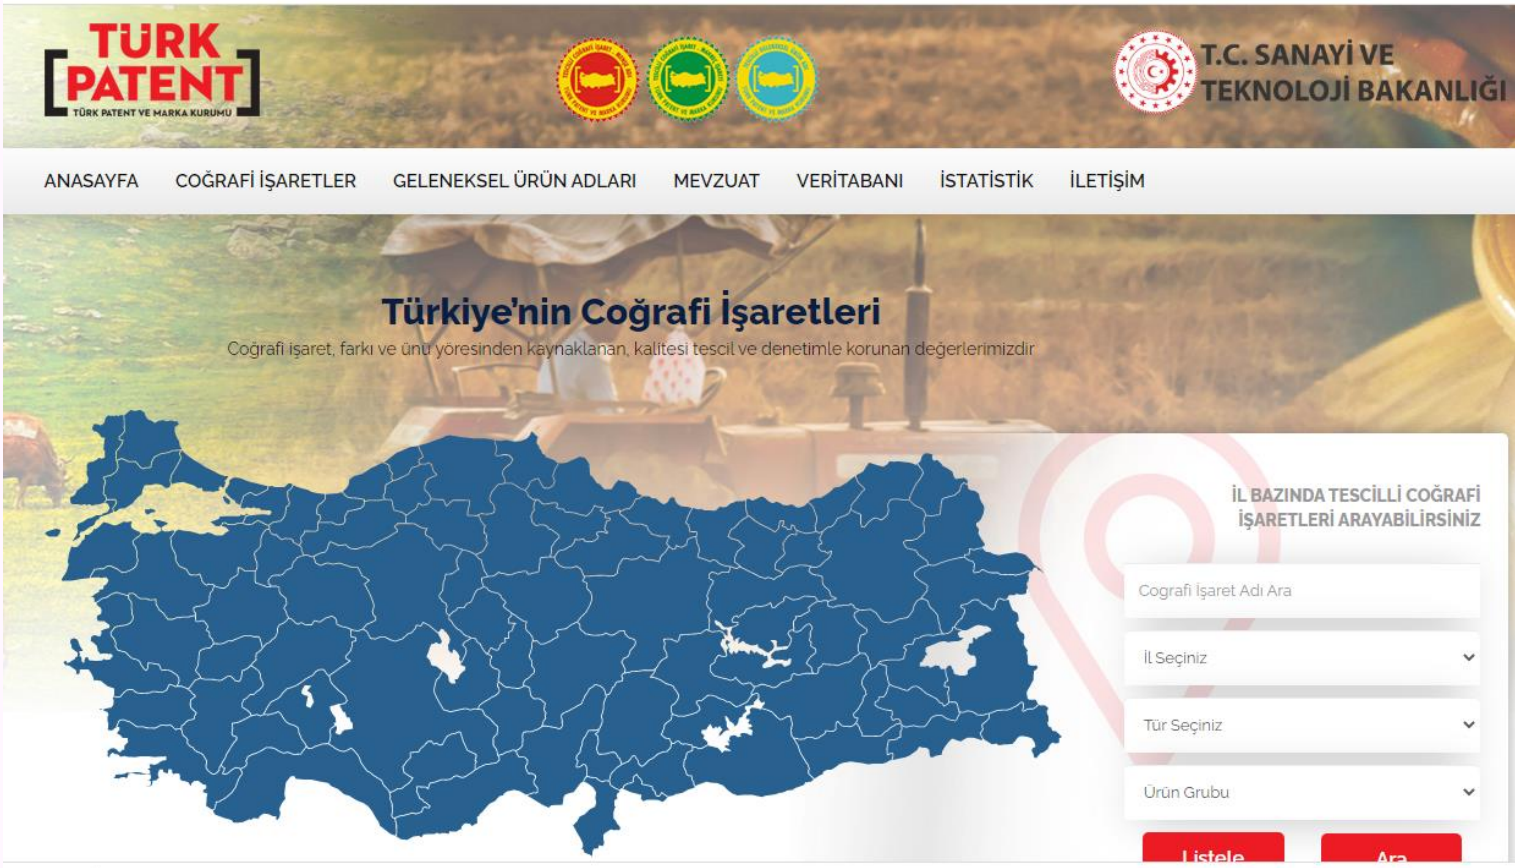 TÜRK
PATENT
TÜRK PATENT VE MARKA KURUMU
T.C. SANAYİ VE
TEKNOLOJİ BAKANLIĞI
ANASAYFA COĞRAFİ İŞARETLER GELENEKSEL ÜRÜN ADLARI MEVZUAT VERİTABANI İSTATİSTİK İLETİŞİM
Türkiye'nin Coğrafi İşaretleri
Coğrafi işaret, farkı ve ünü yöresinden kaynaklanan, kalitesi tescil ve denetimle korunan değerlerimizdir
İL BAZINDA TESCİLLİ COĞRAFİ
İŞARETLERİ ARAYABİLİRSİNİZ
Cografi İşaret Adı Ara
İl Seçiniz
Tür Seçiniz
Ürün Grubu
Listele Ara